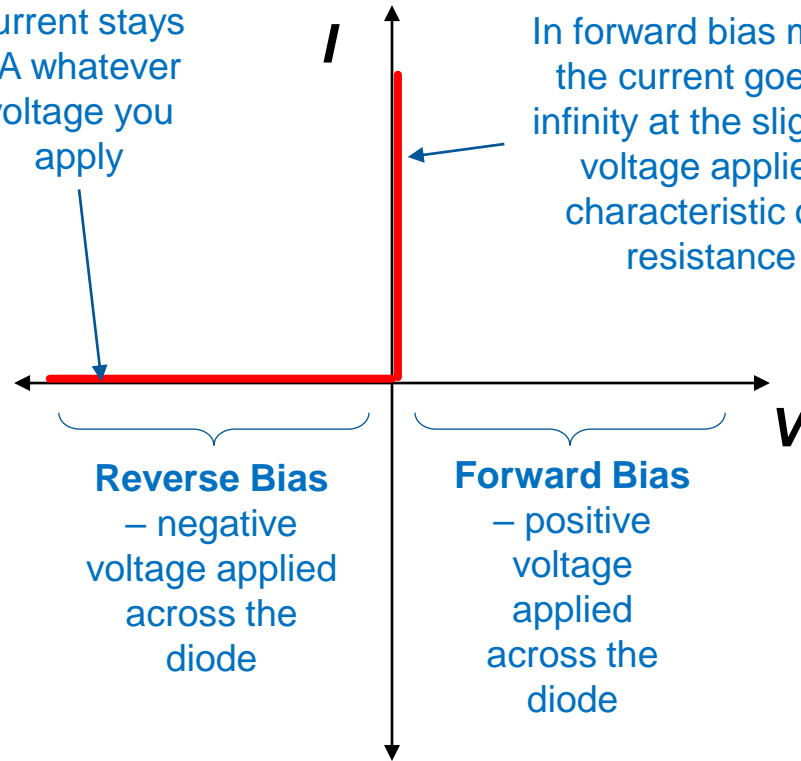 urrent stays
A whatever
voltage you
apply
I
In forward bias m
the current goe
infinity at the slig
voltage applie
characteristic
resistance
V
Reverse Bias
– negative
voltage applied
across the
diode
Forward Bias
– positive
voltage
applied
across the
diode